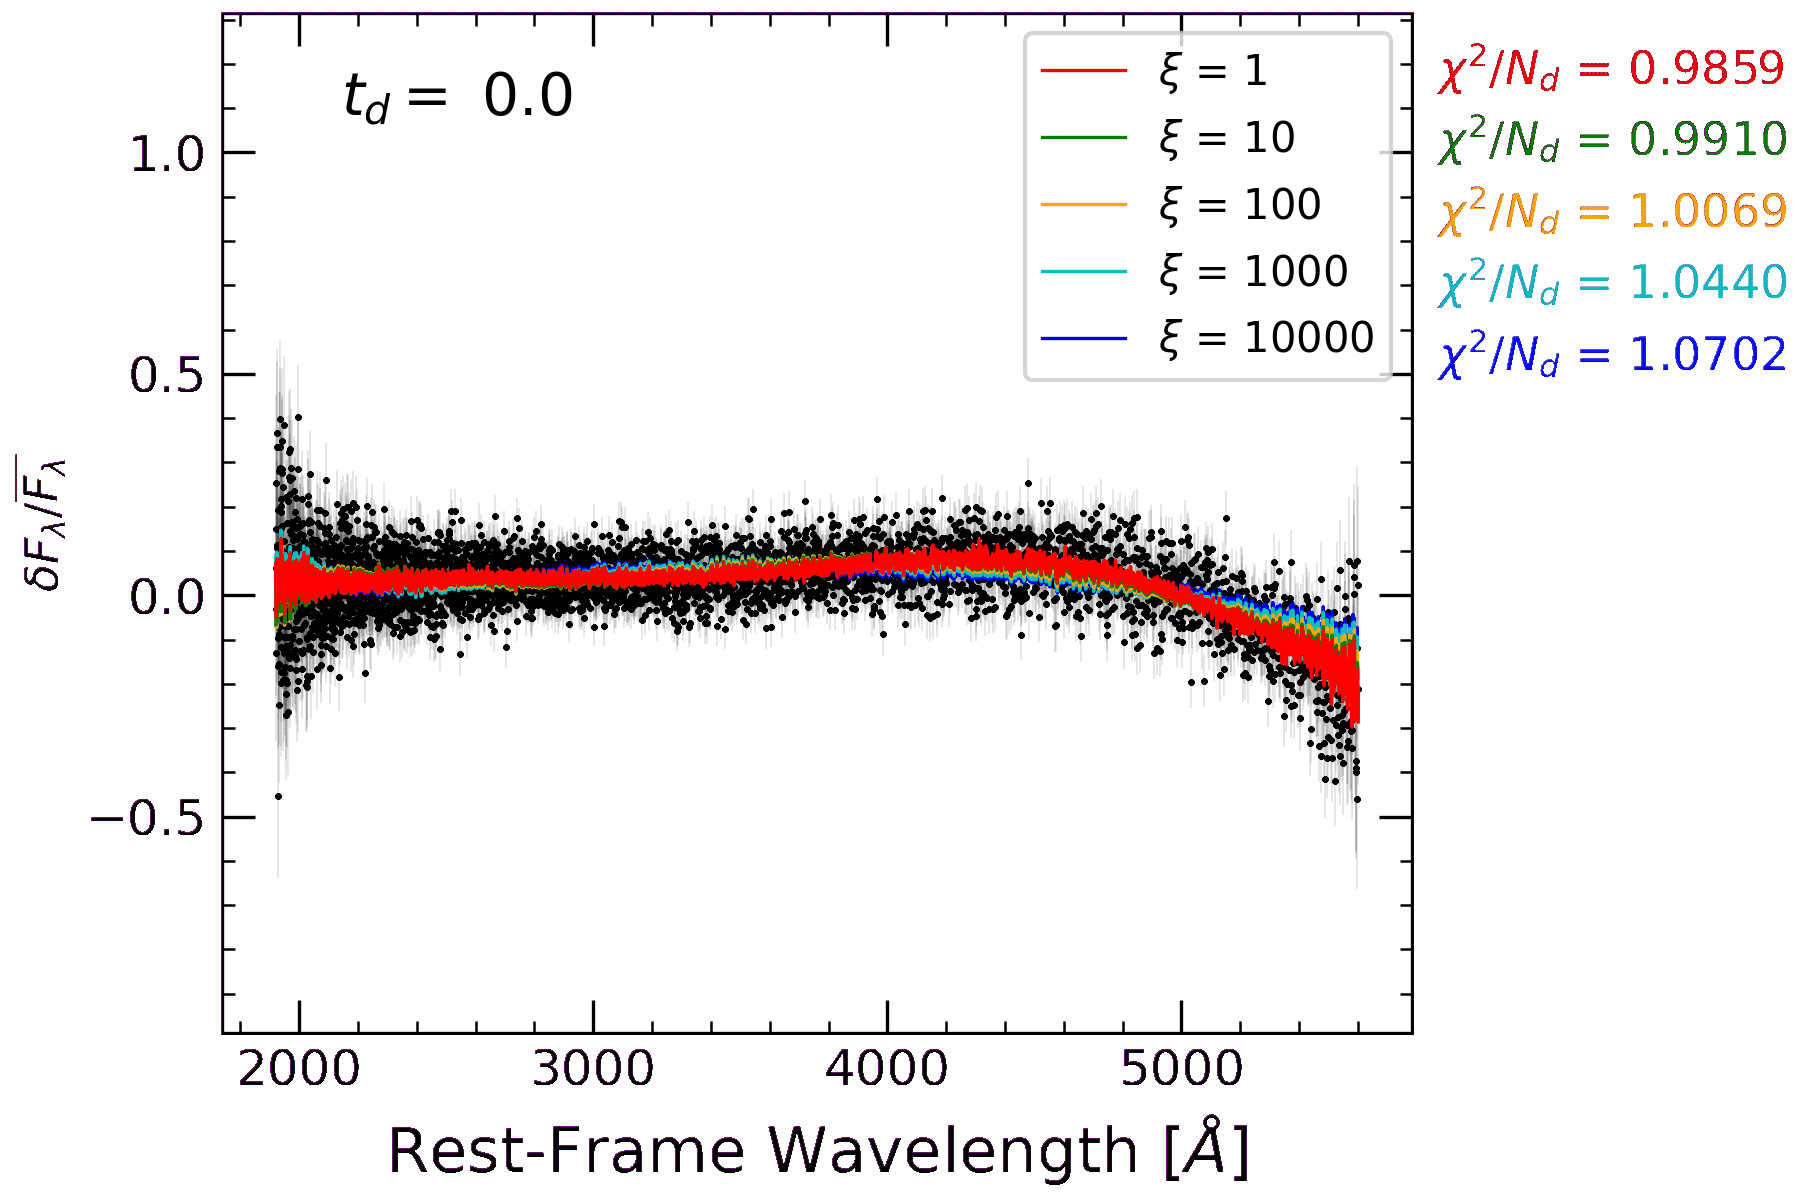 t_d = 0.0
ξ = 1
ξ = 10
ξ = 100
ξ = 1000
ξ = 10000
χ²/N_d = 0.9859
χ²/N_d = 0.9910
χ²/N_d = 1.0069
χ²/N_d = 1.0440
χ²/N_d = 1.0702
1.0
0.5
0.0
−0.5
δF_λ/F̅_λ
2000 3000 4000 5000
Rest-Frame Wavelength [Å]